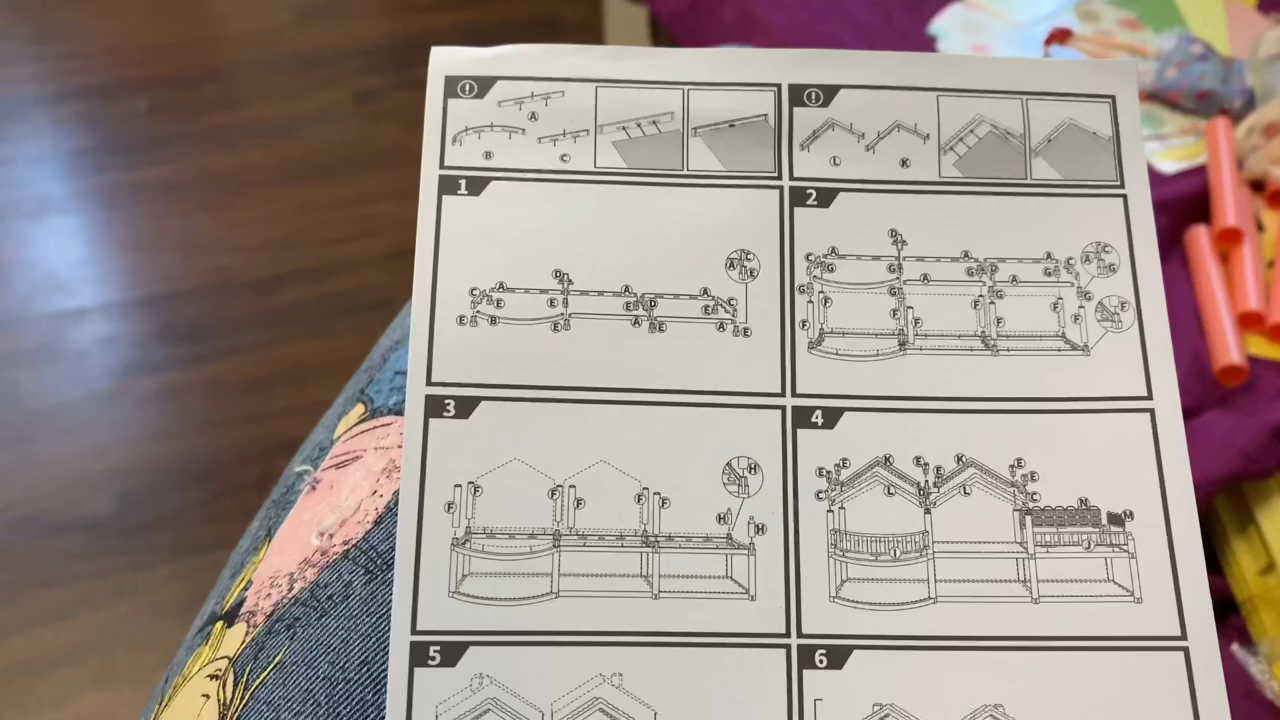 ! !
A
B C
L K
1 2
D
A A A
C E E E E C
E B E A E A E
A C E
D
C A A A C
G G G D G
G A A G
G G
F F F F F F F F
A C G
F
3 4
F F F F F F F
H
H H
E E K E E K E E
C L D L C
N M
I J
5 6